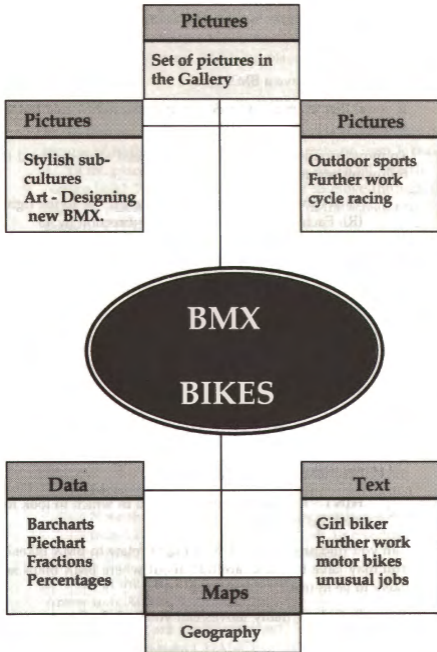 Pictures
Set of pictures in
the Gallery
Pictures
Stylish sub-
cultures
Art - Designing
new BMX.
Pictures
Outdoor sports
Further work
cycle racing
BMX
BIKES
Data
Barcharts
Piechart
Fractions
Percentages
Text
Girl biker
Further work
motor bikes
unusual jobs
Maps
Geography